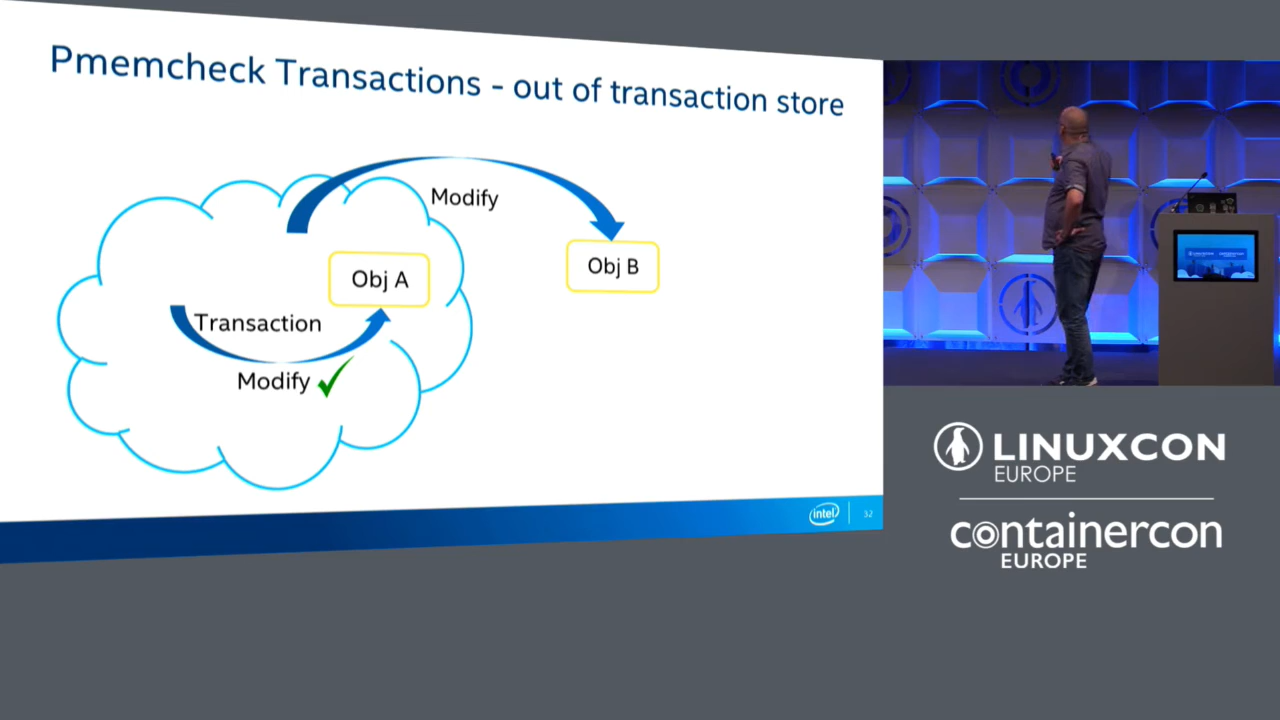 Pmemcheck Transactions - out of transaction store
Modify
Obj B
Obj A
Transaction
Modify
intel
32
LINUXCON
EUROPE
containercon
EUROPE